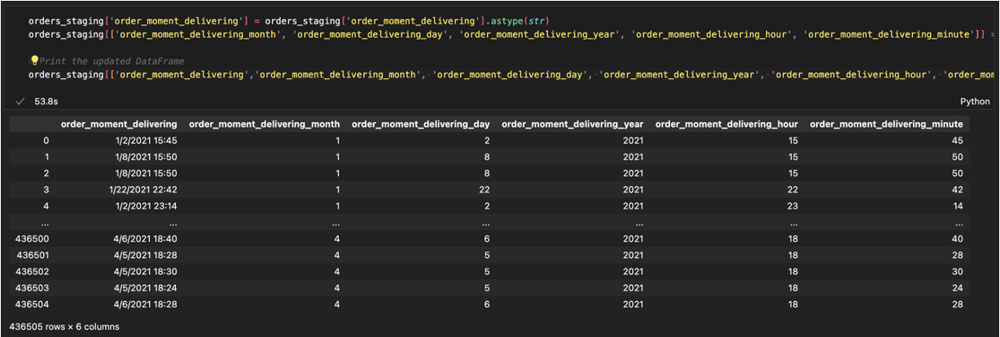 orders_staging['order_moment_delivering'] = orders_staging['order_moment_delivering'].astype(str)
orders_staging[['order_moment_delivering_month', 'order_moment_delivering_day', 'order_moment_delivering_year', 'order_moment_delivering_hour', 'order_moment_delivering_minute']] =
Print the updated DataFrame
orders_staging[['order_moment_delivering','order_moment_delivering_month', 'order_moment_delivering_day', 'order_moment_delivering_year', 'order_moment_delivering_hour', 'order_mom
53.8s Python
order_moment_delivering order_moment_delivering_month order_moment_delivering_day order_moment_delivering_year order_moment_delivering_hour order_moment_delivering_minute
0 1/2/2021 15:45 1 2 2021 15 45
1 1/8/2021 15:50 1 8 2021 15 50
2 1/8/2021 15:50 1 8 2021 15 50
3 1/22/2021 22:42 1 22 2021 22 42
4 1/2/2021 23:14 1 2 2021 23 14
... ... ... ... ... ... ...
436500 4/6/2021 18:40 4 6 2021 18 40
436501 4/5/2021 18:28 4 5 2021 18 28
436502 4/5/2021 18:30 4 5 2021 18 30
436503 4/5/2021 18:24 4 5 2021 18 24
436504 4/6/2021 18:28 4 6 2021 18 28
436505 rows × 6 columns